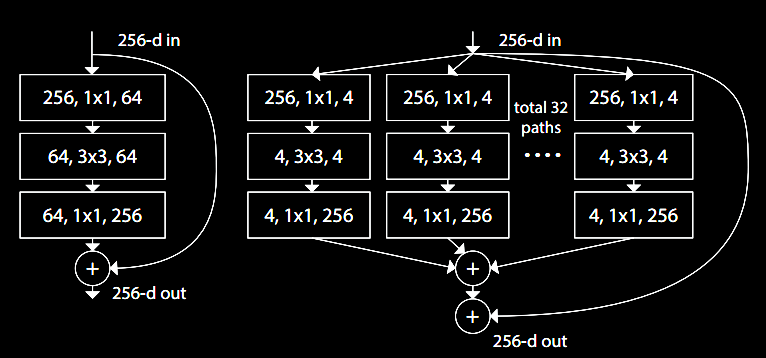 256-d in
256, 1x1, 64
64, 3x3, 64
64, 1x1, 256
+
256-d out
256-d in
256, 1x1, 4
256, 1x1, 4
total 32
paths
256, 1x1, 4
4, 3x3, 4
4, 3x3, 4
....
4, 3x3, 4
4, 1x1, 256
4, 1x1, 256
4, 1x1, 256
+
+
256-d out